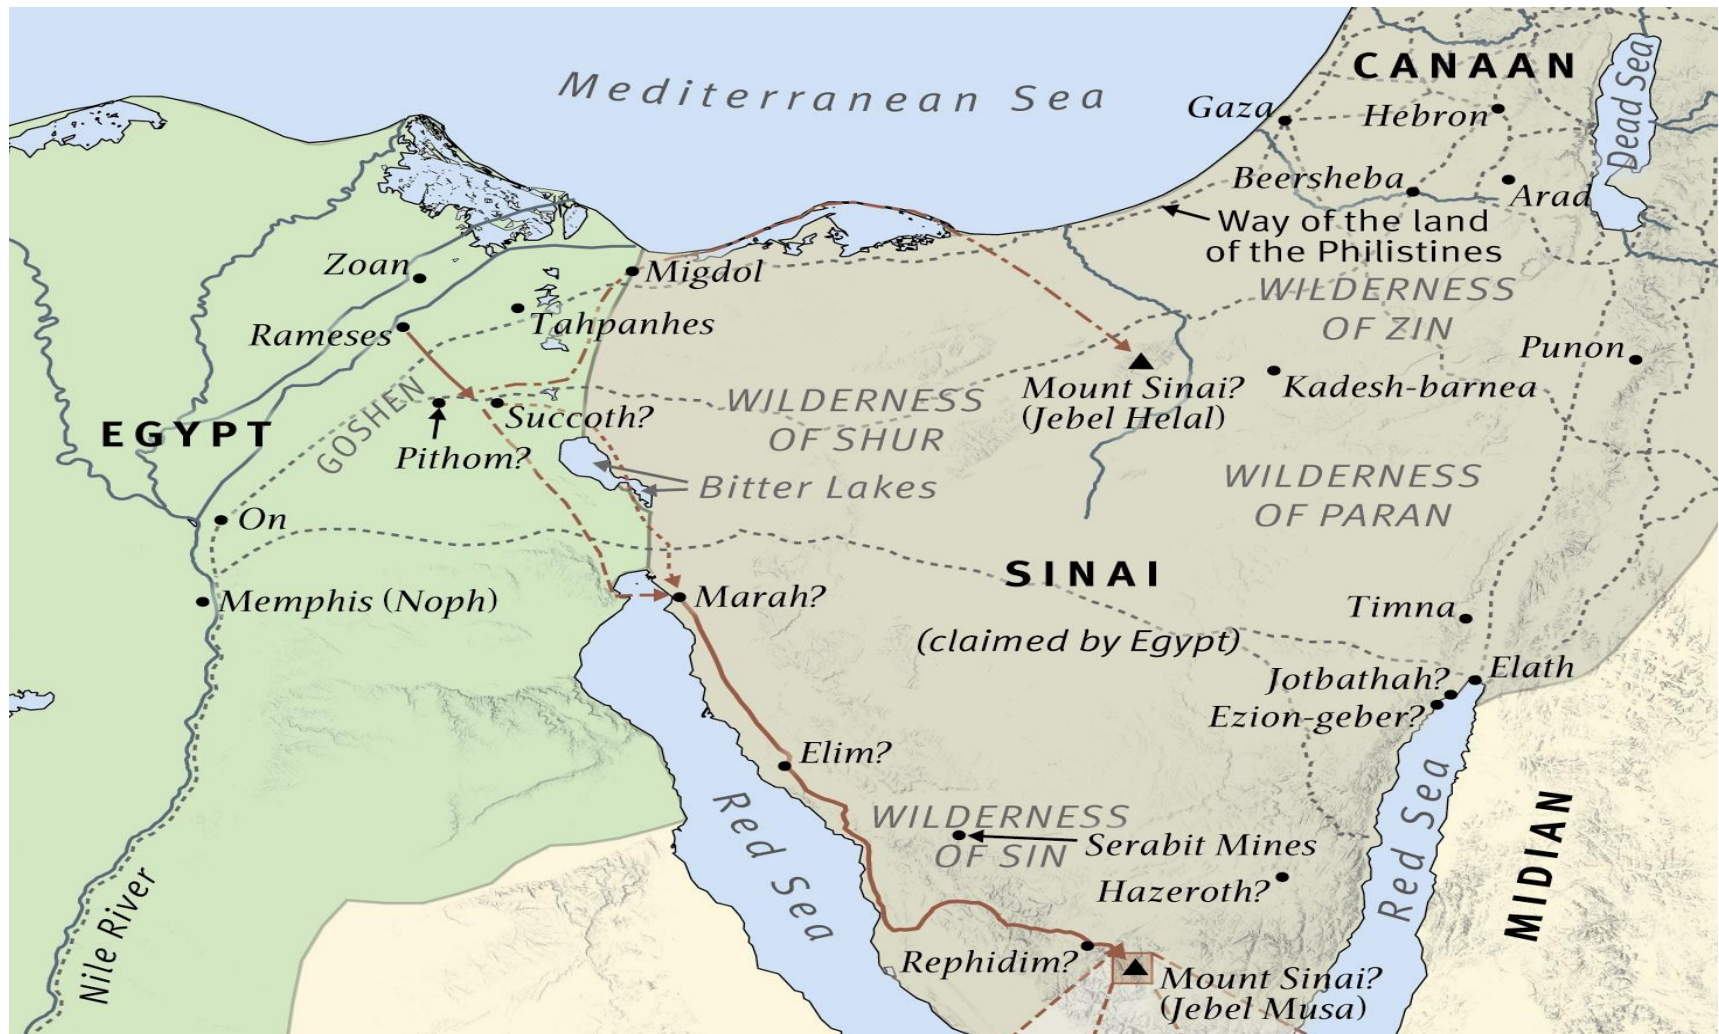 Mediterranean Sea
CANAAN
Gaza
Hebron
Dead Sea
Beersheba
Arad
Way of the land
of the Philistines
Zoan
Migdol
WILDERNESS
OF ZIN
Rameses
Tahpanhes
Punon
GOSHEN
Succoth?
WILDERNESS
OF SHUR
Mount Sinai?
(Jebel Helal)
Kadesh-barnea
EGYPT
Pithom?
Bitter Lakes
WILDERNESS
OF PARAN
On
SINAI
(claimed by Egypt)
Memphis (Noph)
Marah?
Timna
Elath
Jotbathah?
Ezion-geber?
Elim?
Red Sea
Red Sea
MIDIAN
WILDERNESS
OF SIN
Serabit Mines
Hazeroth?
Nile River
Rephidim?
Mount Sinai?
(Jebel Musa)